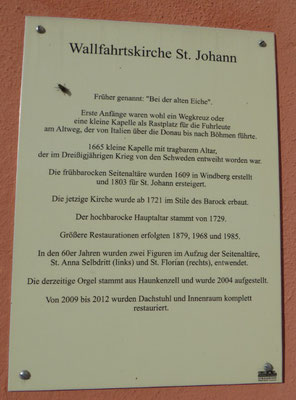 Wallfahrtskirche St. Johann
Früher genannt: "Bei der alten Eiche".
Erste Anfänge waren wohl ein Wegkreuz oder
eine kleine Kapelle als Rastplatz für die Fuhrleute
am Altweg, der von Italien über die Donau bis nach Böhmen führte.
1665 kleine Kapelle mit tragbarem Altar,
der im Dreißigjährigen Krieg von den Schweden entweiht worden war.
Die frühbarocken Seitenaltäre wurden 1609 in Windberg erstellt
und 1803 für St. Johann ersteigert.
Die jetzige Kirche wurde ab 1721 im Stile des Barock erbaut.
Der hochbarocke Hauptaltar stammt von 1729.
Größere Restaurationen erfolgten 1879, 1968 und 1985.
In den 60er Jahren wurden zwei Figuren im Aufzug der Seitenaltäre,
St. Anna Selbdritt (links) und St. Florian (rechts), entwendet.
Die derzeitige Orgel stammt aus Haunkenzell und wurde 2004 aufgestellt.
Von 2009 bis 2012 wurden Dachstuhl und Innenraum komplett
restauriert.